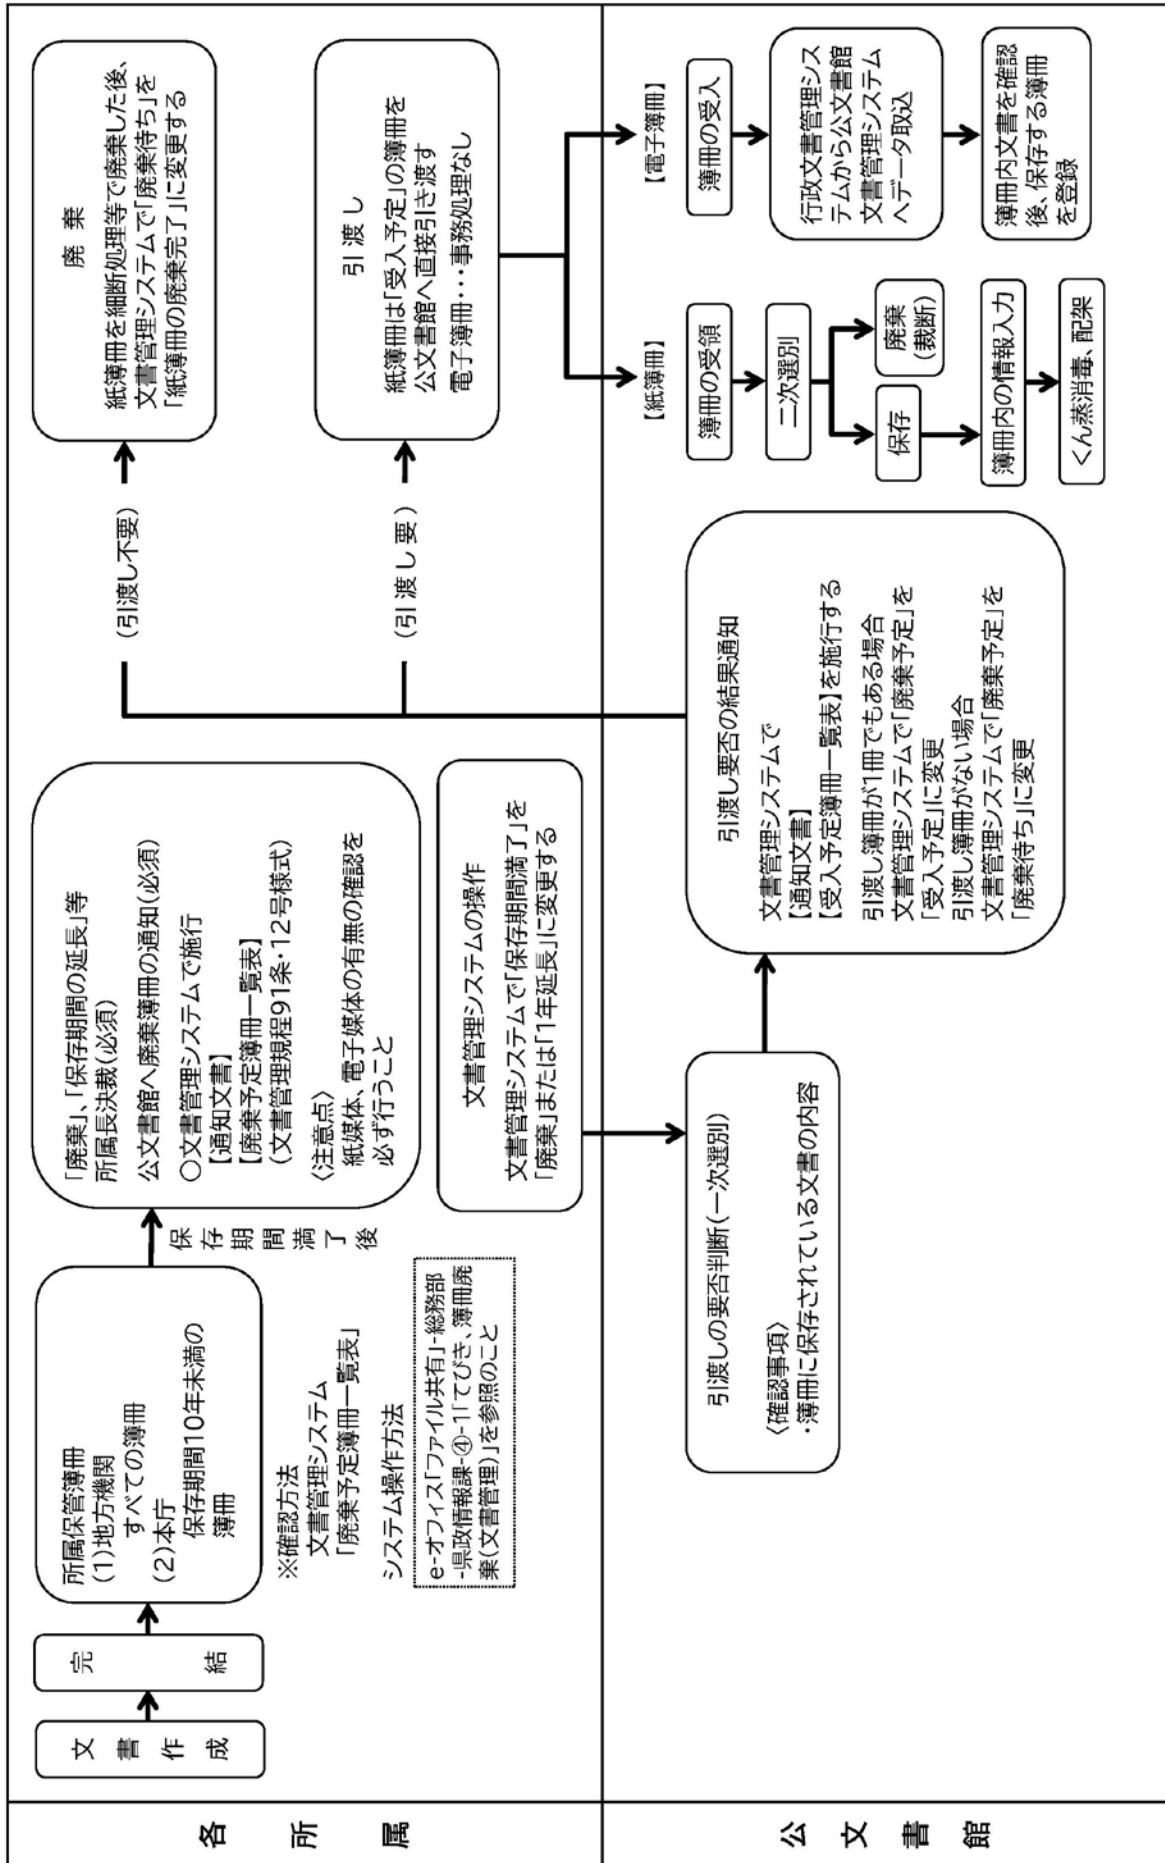 各所属
文書作成
完結
所属保管簿冊
(1)地方機関
すべての簿冊
(2)本庁
保存期間10年未満の
簿冊
※確認方法
文書管理システム
「廃棄予定簿冊一覧表」
システム操作方法
e-オフィス「ファイル共有」-総務部
-県政情報課-④-1「てびき、簿冊廃
棄(文書管理)」を参照のこと
保存期間満了後
「廃棄」、「保存期間の延長」等
所属長決裁(必須)
公文書館へ廃棄簿冊の通知(必須)
○文書管理システムで施行
【通知文書】
【廃棄予定簿冊一覧表】
(文書管理規程91条・12号様式)
〈注意点〉
紙媒体、電子媒体の有無の確認を
必ず行うこと
文書管理システムの操作
文書管理システムで「保存期間満了」を
「廃棄」または「1年延長」に変更する
(引渡し不要)
(引渡し要)
廃棄
紙簿冊を細断処理等で廃棄した後、
文書管理システムで「廃棄待ち」を
「紙簿冊の廃棄完了」に変更する
引渡し
紙簿冊は「受入予定」の簿冊を
公文書館へ直接引き渡す
電子簿冊・・・事務処理なし
公文書館
引渡しの要否判断(一次選別)
〈確認事項〉
・簿冊に保存されている文書の内容
引渡し要否の結果通知
文書管理システムで
【通知文書】
【受入予定簿冊一覧表】を施行する
引渡し簿冊が1冊でもある場合
文書管理システムで「廃棄予定」を
「受入予定」に変更
引渡し簿冊がない場合
文書管理システムで「廃棄予定」を
「廃棄待ち」に変更
【紙簿冊】
簿冊の受領
二次選別
保存
廃棄
(裁断)
簿冊内の情報入力
くん蒸消毒、配架
【電子簿冊】
簿冊の受入
行政文書管理シス
テムから公文書館
文書管理システム
へデータ取込
簿冊内文書を確認
後、保存する簿冊
を登録